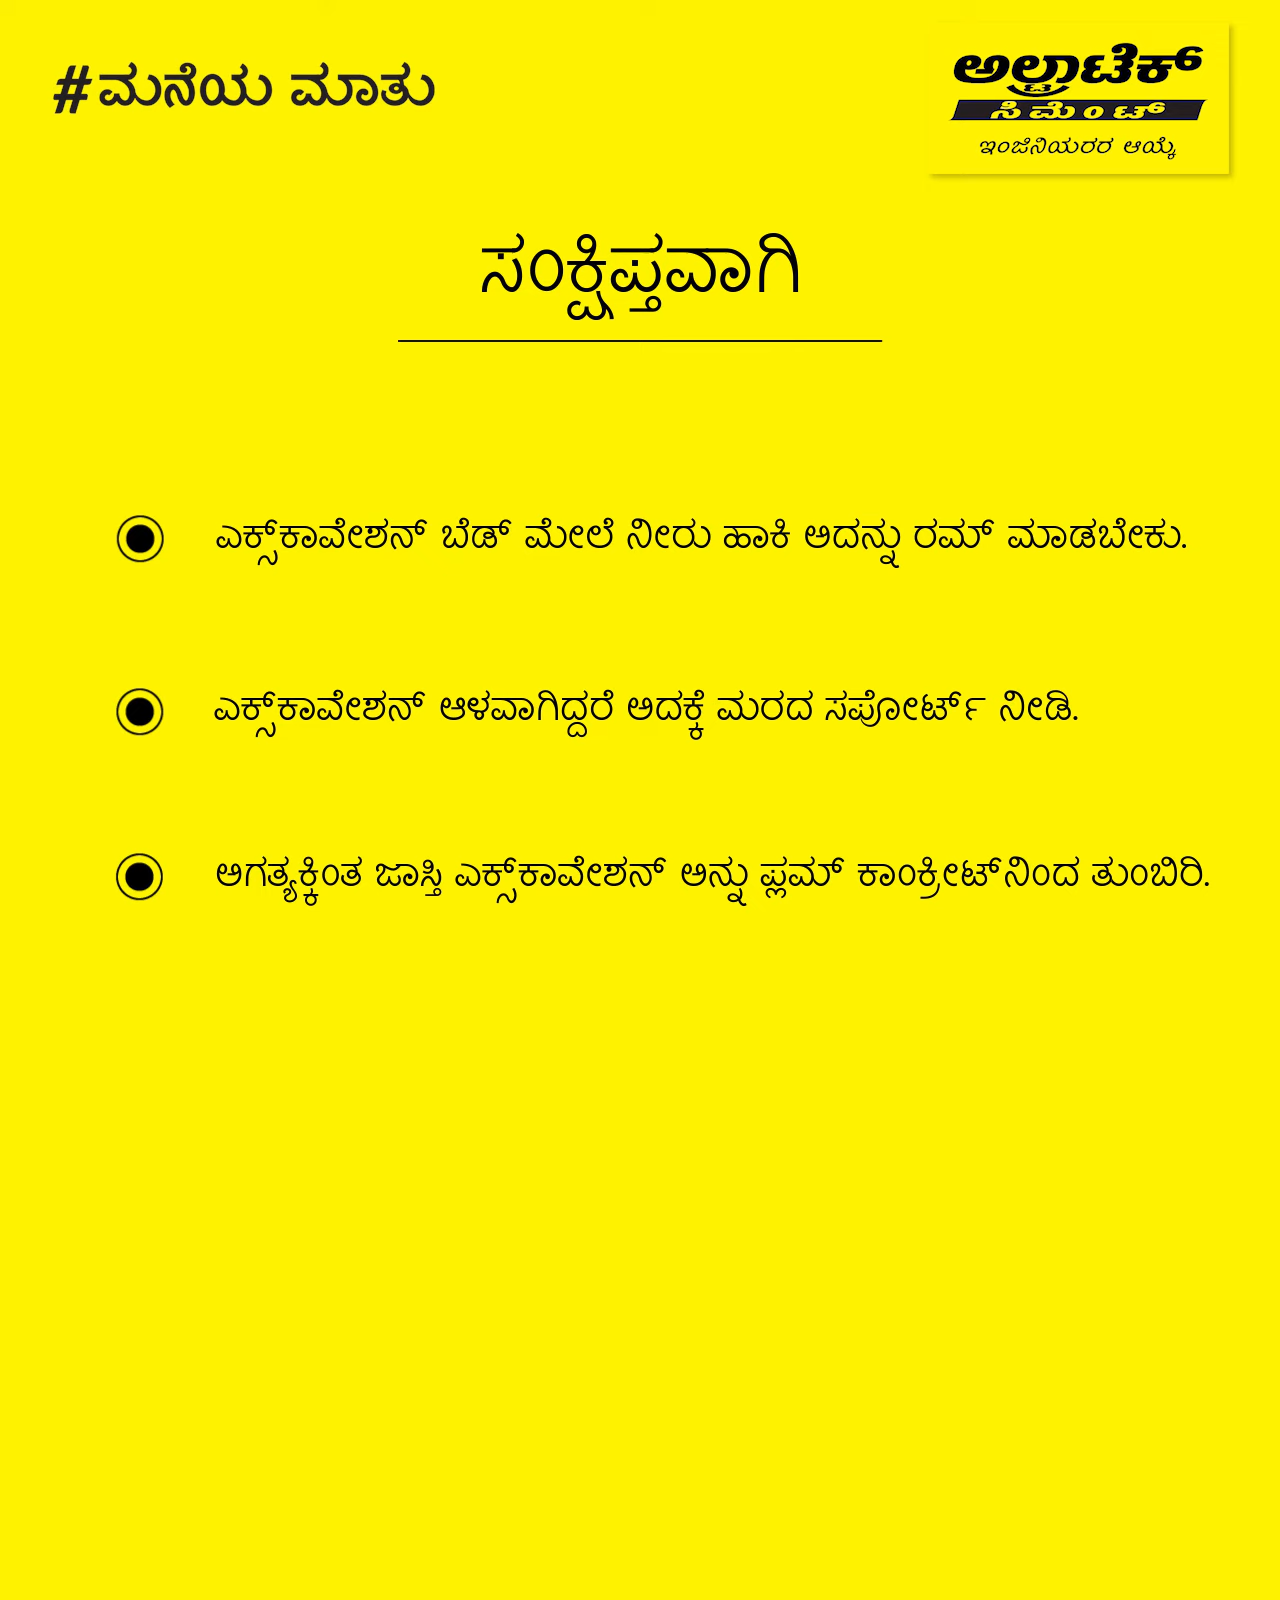 #ಮನೆಯ ಮಾತು
ಅಲ್ಟ್ರಾಟೆಕ್
ಸಿಮೆಂಟ್
ಇಂಜಿನಿಯರರ ಆಯ್ಕೆ
ಸಂಕ್ಷಿಪ್ತವಾಗಿ
ಎಕ್ಸ್‌ಕಾವೇಶನ್ ಬೆಡ್ ಮೇಲೆ ನೀರು ಹಾಕಿ ಅದನ್ನು ರಮ್ ಮಾಡಬೇಕು.
ಎಕ್ಸ್‌ಕಾವೇಶನ್ ಆಳವಾಗಿದ್ದರೆ ಅದಕ್ಕೆ ಮರದ ಸಪೋರ್ಟ್ ನೀಡಿ.
ಅಗತ್ಯಕ್ಕಿಂತ ಜಾಸ್ತಿ ಎಕ್ಸ್‌ಕಾವೇಶನ್ ಅನ್ನು ಪ್ಲಮ್ ಕಾಂಕ್ರೀಟ್‌ನಿಂದ ತುಂಬಿರಿ.